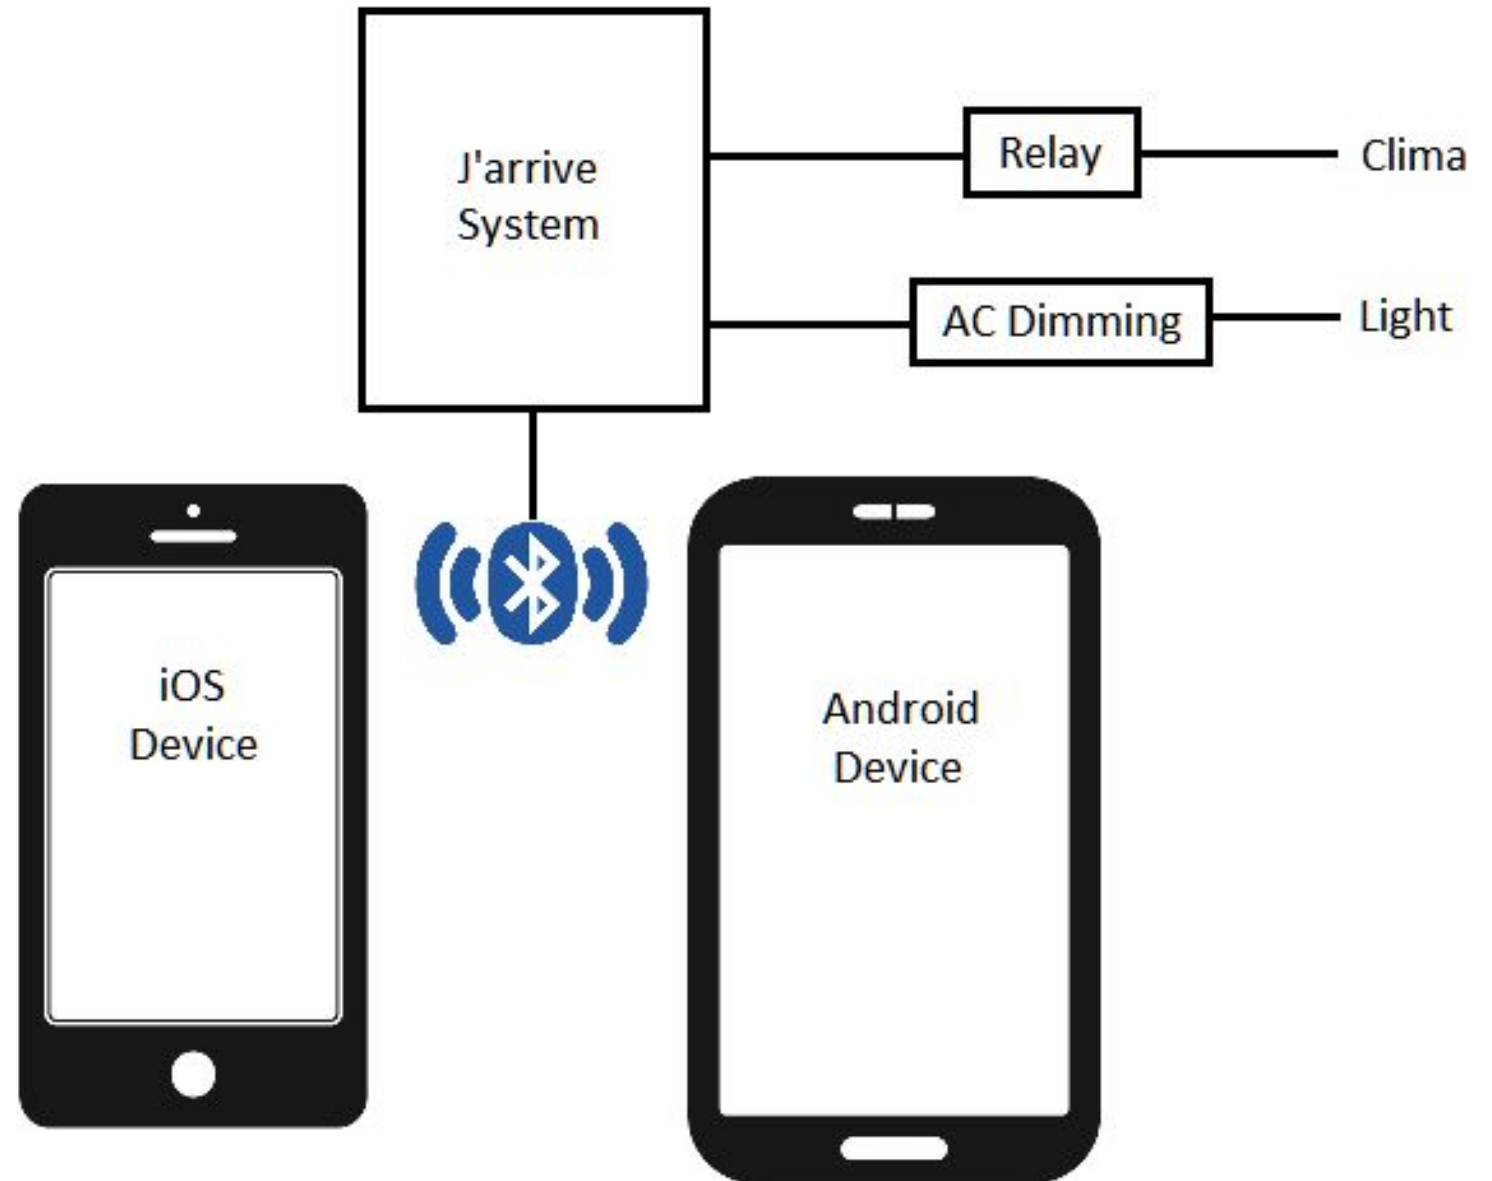 J'arrive
System
Relay
Clima
AC Dimming
Light
iOS
Device
Android
Device